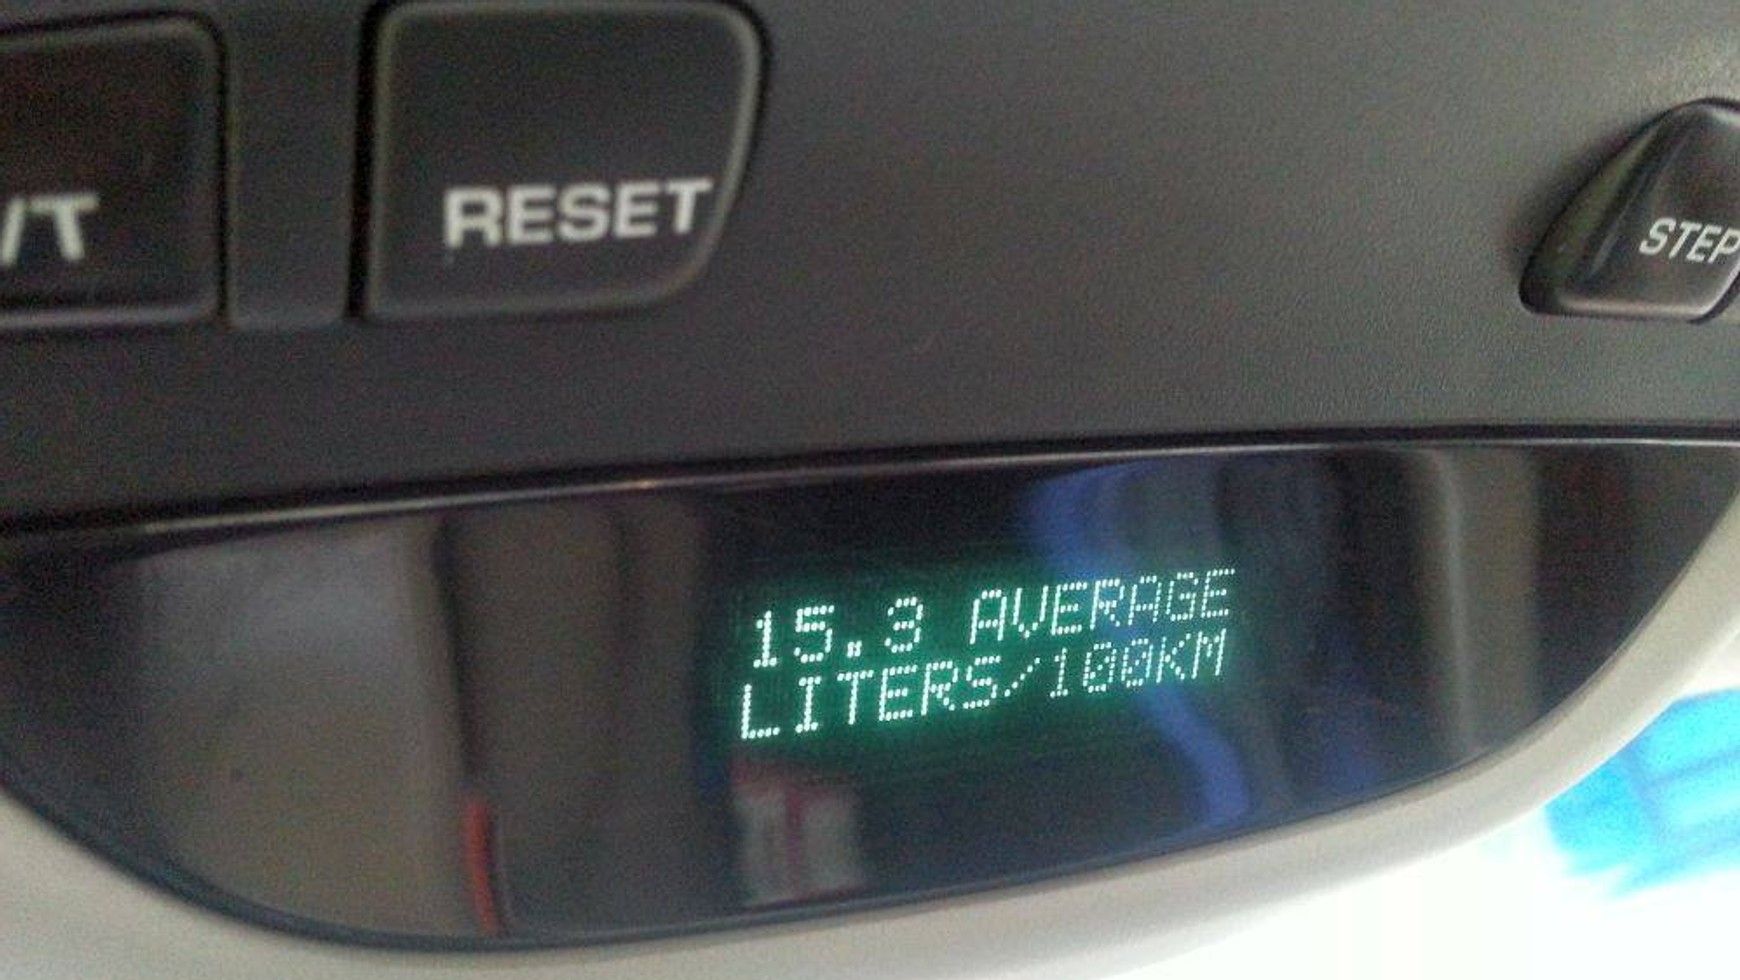 /T
RESET
STEP
15.3 AVERAGE
LITERS/100KM